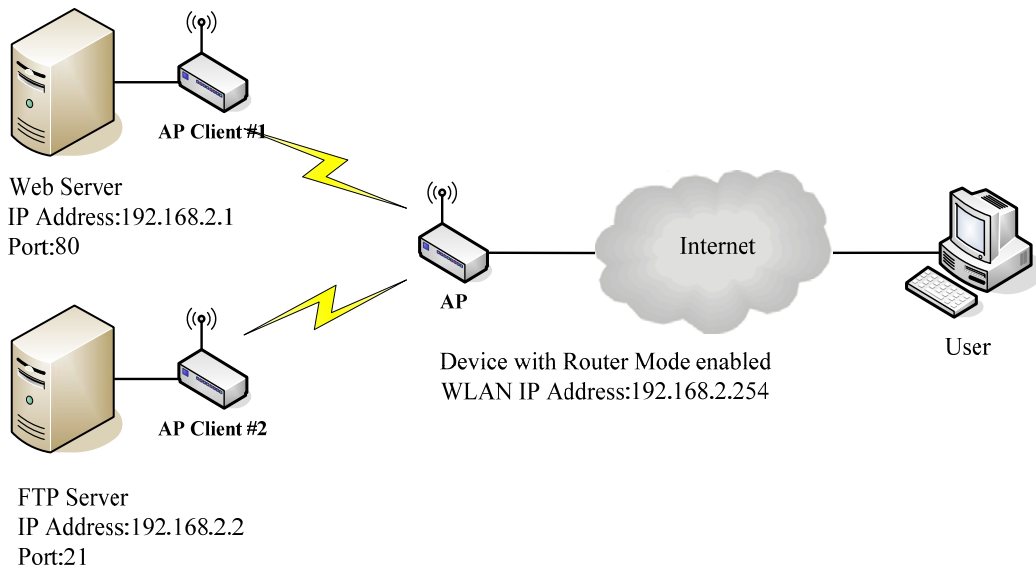 AP Client #1
Web Server
IP Address:192.168.2.1
Port:80
AP
Internet
User
Device with Router Mode enabled
WLAN IP Address:192.168.2.254
AP Client #2
FTP Server
IP Address:192.168.2.2
Port:21